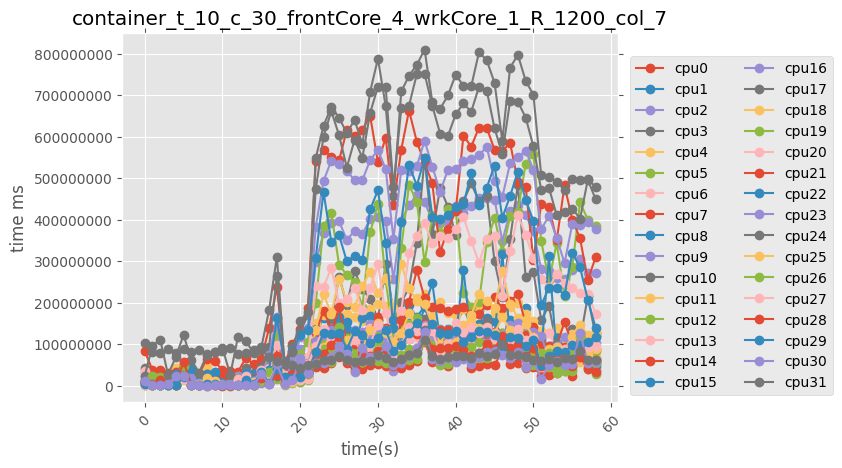 container_t_10_c_30_frontCore_4_wrkCore_1_R_1200_col_7
800000000
700000000
600000000
500000000
400000000
300000000
200000000
100000000
0
time ms
0
10
20
30
40
50
60
time(s)
cpu0
cpu1
cpu2
cpu3
cpu4
cpu5
cpu6
cpu7
cpu8
cpu9
cpu10
cpu11
cpu12
cpu13
cpu14
cpu15
cpu16
cpu17
cpu18
cpu19
cpu20
cpu21
cpu22
cpu23
cpu24
cpu25
cpu26
cpu27
cpu28
cpu29
cpu30
cpu31